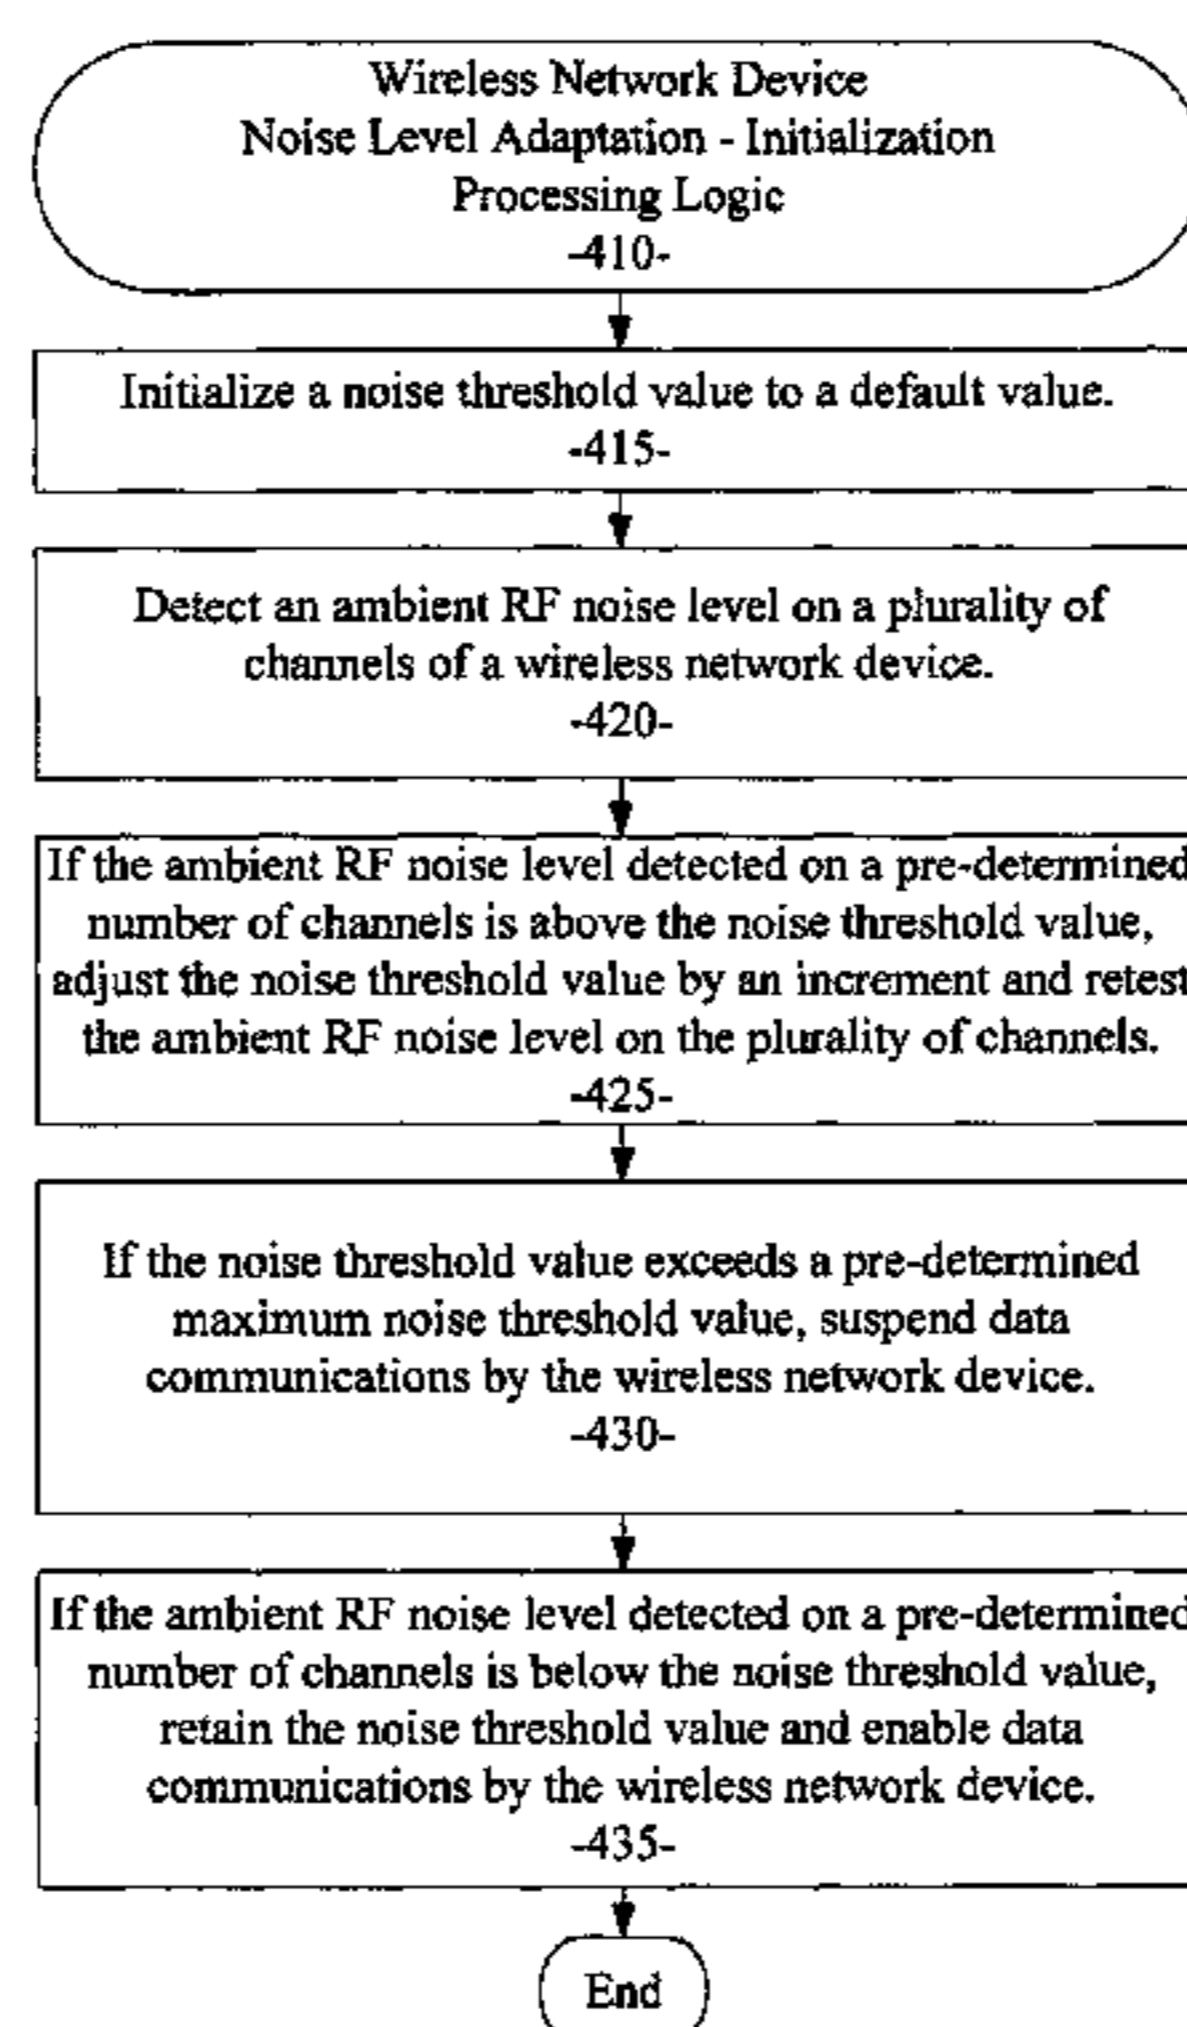 Wireless Network Device
Noise Level Adaptation - Initialization
Processing Logic
-410-
Initialize a noise threshold value to a default value.
-415-
Detect an ambient RF noise level on a plurality of
channels of a wireless network device.
-420-
If the ambient RF noise level detected on a pre-determined
number of channels is above the noise threshold value,
adjust the noise threshold value by an increment and retest
the ambient RF noise level on the plurality of channels.
-425-
If the noise threshold value exceeds a pre-determined
maximum noise threshold value, suspend data
communications by the wireless network device.
-430-
If the ambient RF noise level detected on a pre-determined
number of channels is below the noise threshold value,
retain the noise threshold value and enable data
communications by the wireless network device.
-435-
End